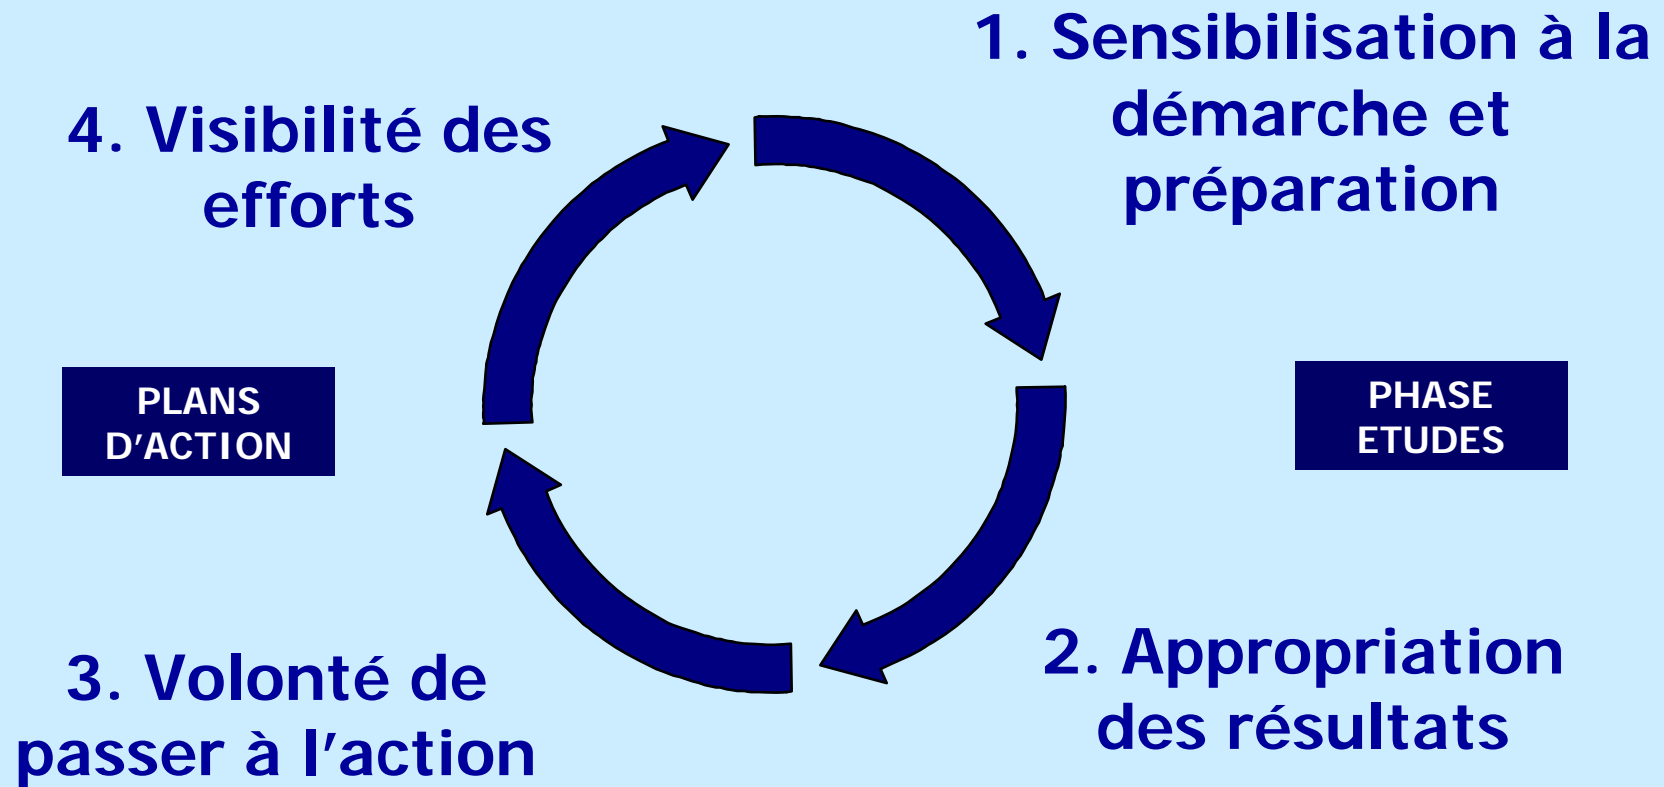 1. Sensibilisation à la
démarche et
préparation
4. Visibilité des
efforts
PLANS
D’ACTION
PHASE
ETUDES
3. Volonté de
passer à l’action
2. Appropriation
des résultats